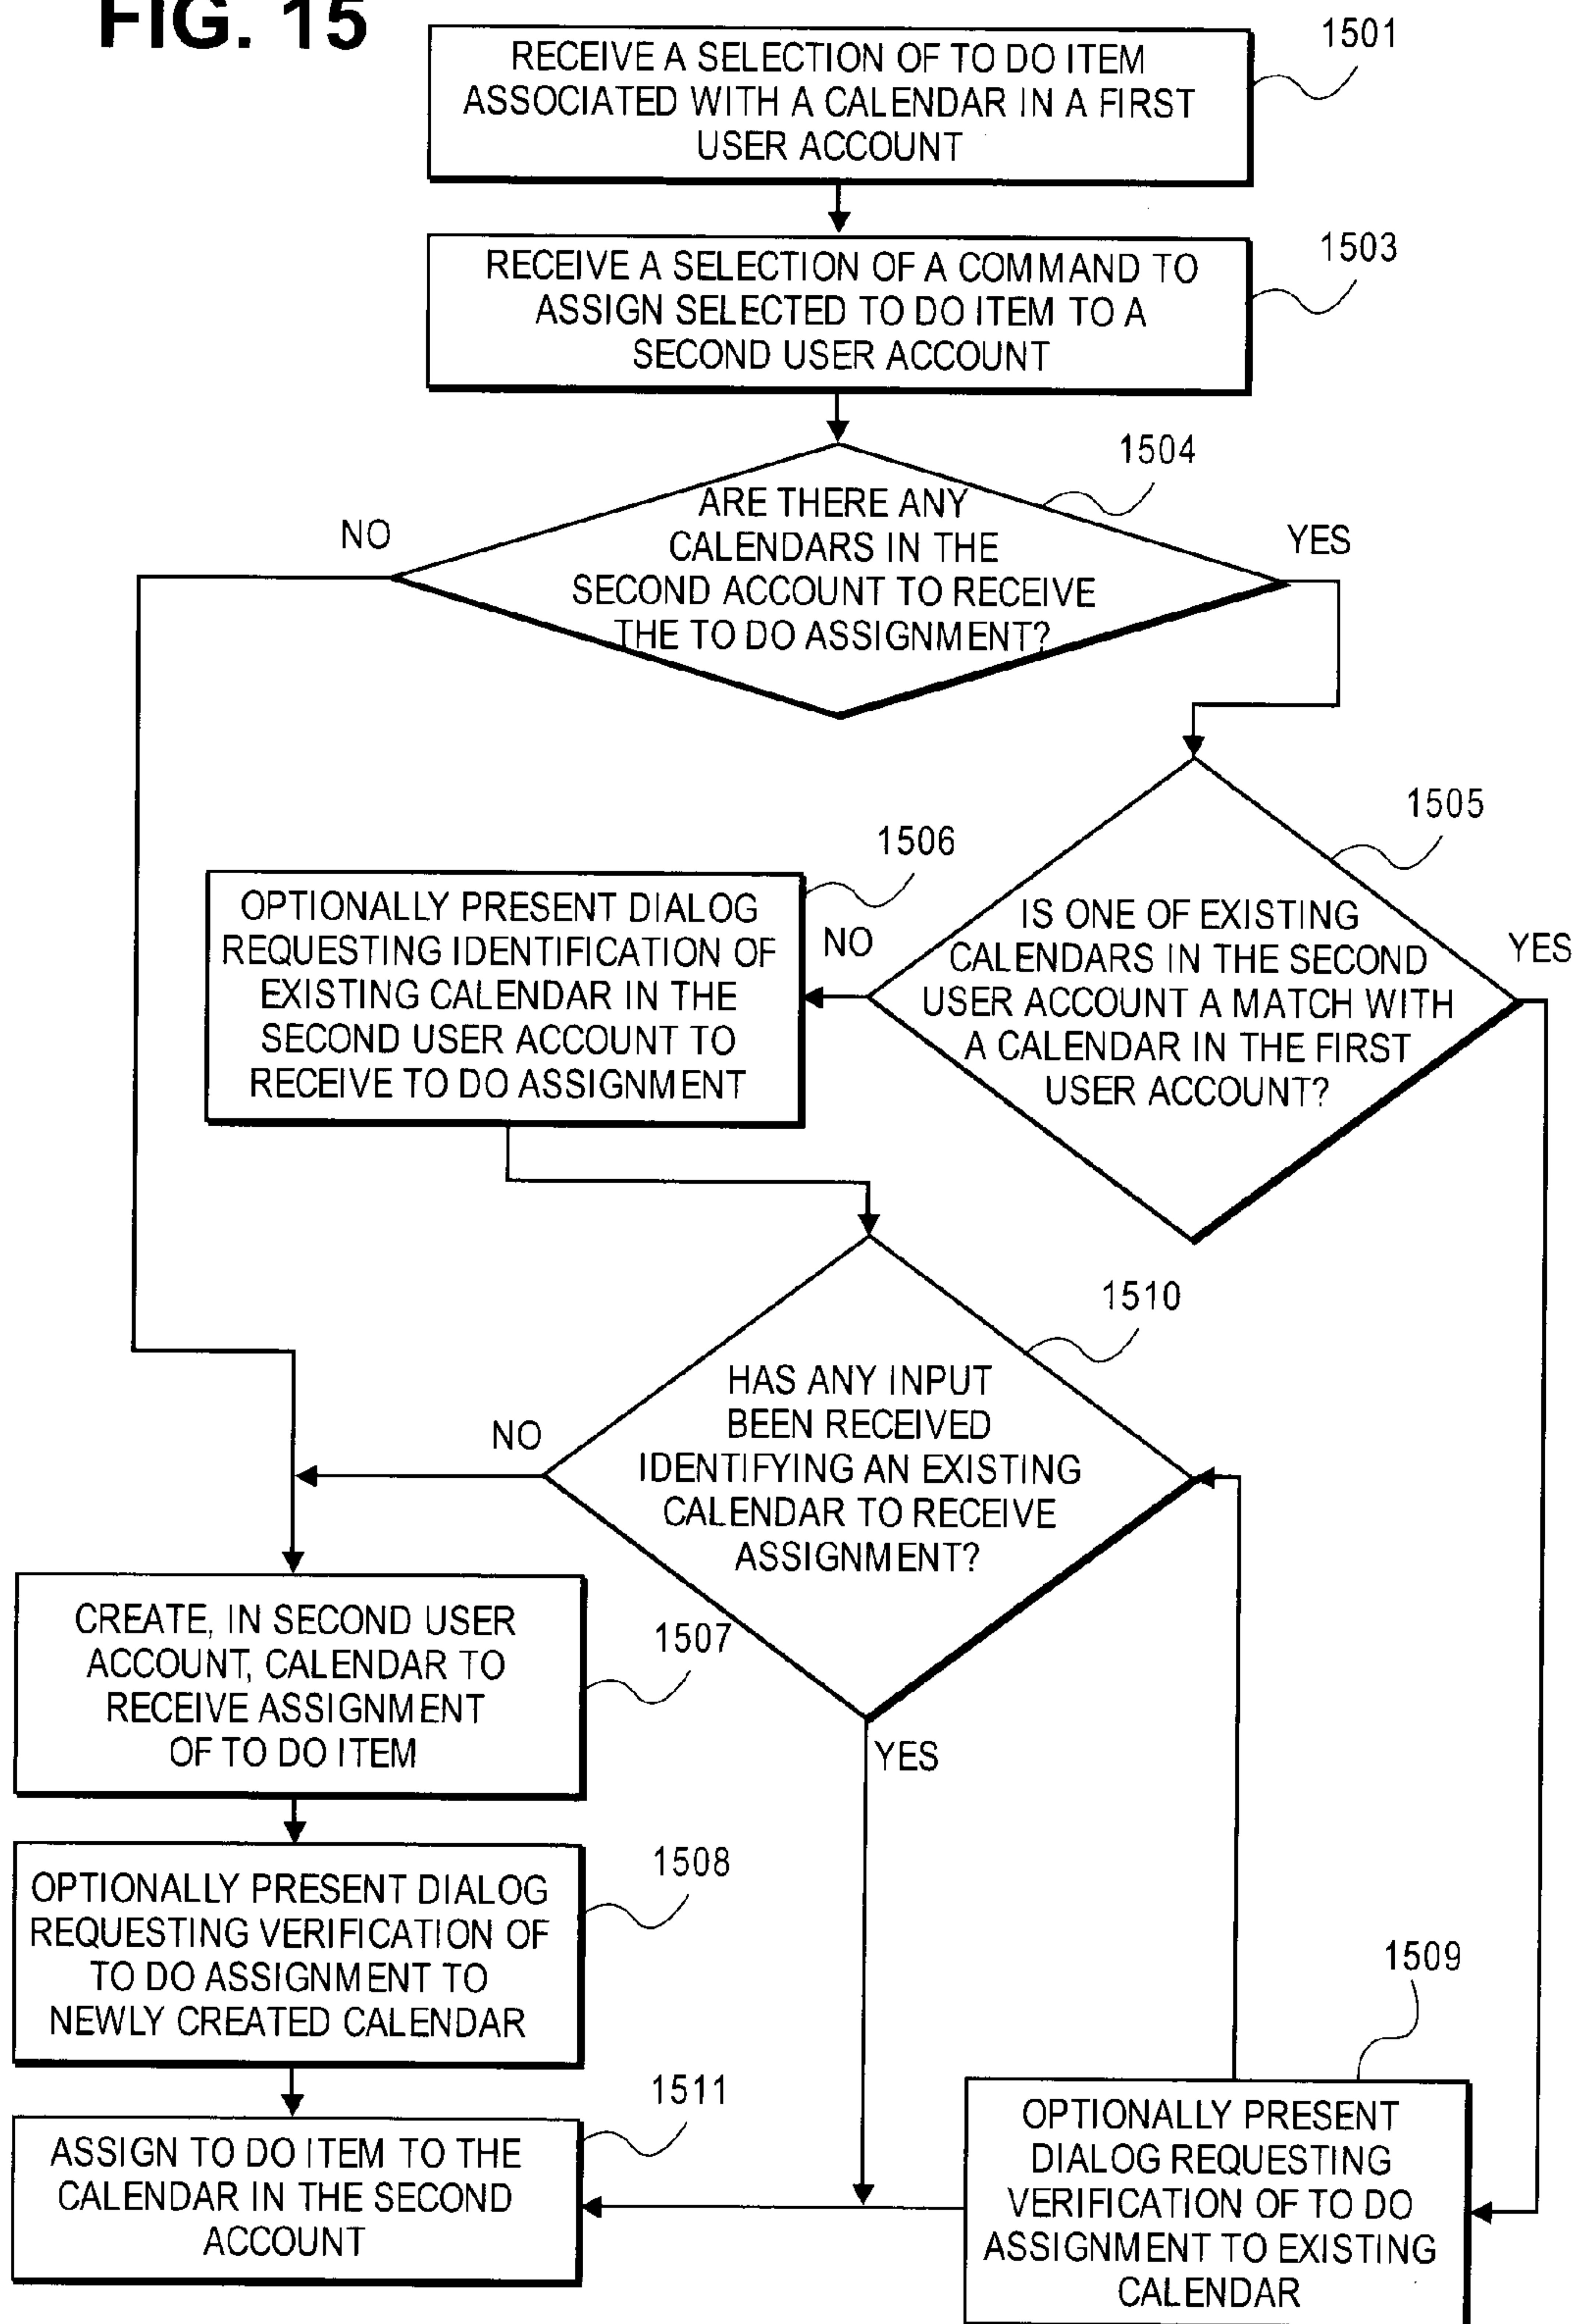 FIG. 15
1501
RECEIVE A SELECTION OF TO DO ITEM
ASSOCIATED WITH A CALENDAR IN A FIRST
USER ACCOUNT
1503
RECEIVE A SELECTION OF A COMMAND TO
ASSIGN SELECTED TO DO ITEM TO A
SECOND USER ACCOUNT
1504
NO
ARE THERE ANY
CALENDARS IN THE
SECOND ACCOUNT TO RECEIVE
THE TO DO ASSIGNMENT?
YES
1505
1506
OPTIONALLY PRESENT DIALOG
REQUESTING IDENTIFICATION OF
EXISTING CALENDAR IN THE
SECOND USER ACCOUNT TO
RECEIVE TO DO ASSIGNMENT
NO
IS ONE OF EXISTING
CALENDARS IN THE SECOND
USER ACCOUNT A MATCH WITH
A CALENDAR IN THE FIRST
USER ACCOUNT?
YES
1510
NO
HAS ANY INPUT
BEEN RECEIVED
IDENTIFYING AN EXISTING
CALENDAR TO RECEIVE
ASSIGNMENT?
YES
CREATE, IN SECOND USER
ACCOUNT, CALENDAR TO
RECEIVE ASSIGNMENT
OF TO DO ITEM
1507
OPTIONALLY PRESENT DIALOG
REQUESTING VERIFICATION OF
TO DO ASSIGNMENT TO
NEWLY CREATED CALENDAR
1508
1509
1511
ASSIGN TO DO ITEM TO THE
CALENDAR IN THE SECOND
ACCOUNT
OPTIONALLY PRESENT
DIALOG REQUESTING
VERIFICATION OF TO DO
ASSIGNMENT TO EXISTING
CALENDAR